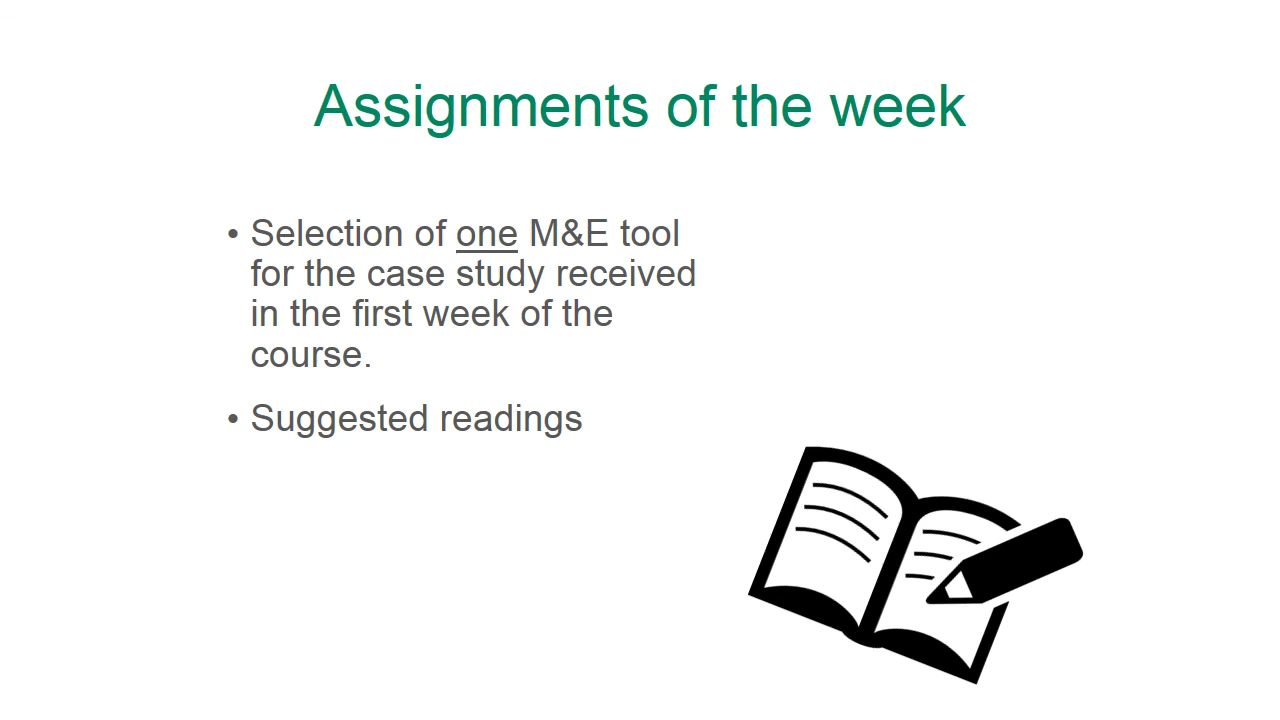 Assignments of the week
• Selection of one M&E tool
for the case study received
in the first week of the
course.
• Suggested readings